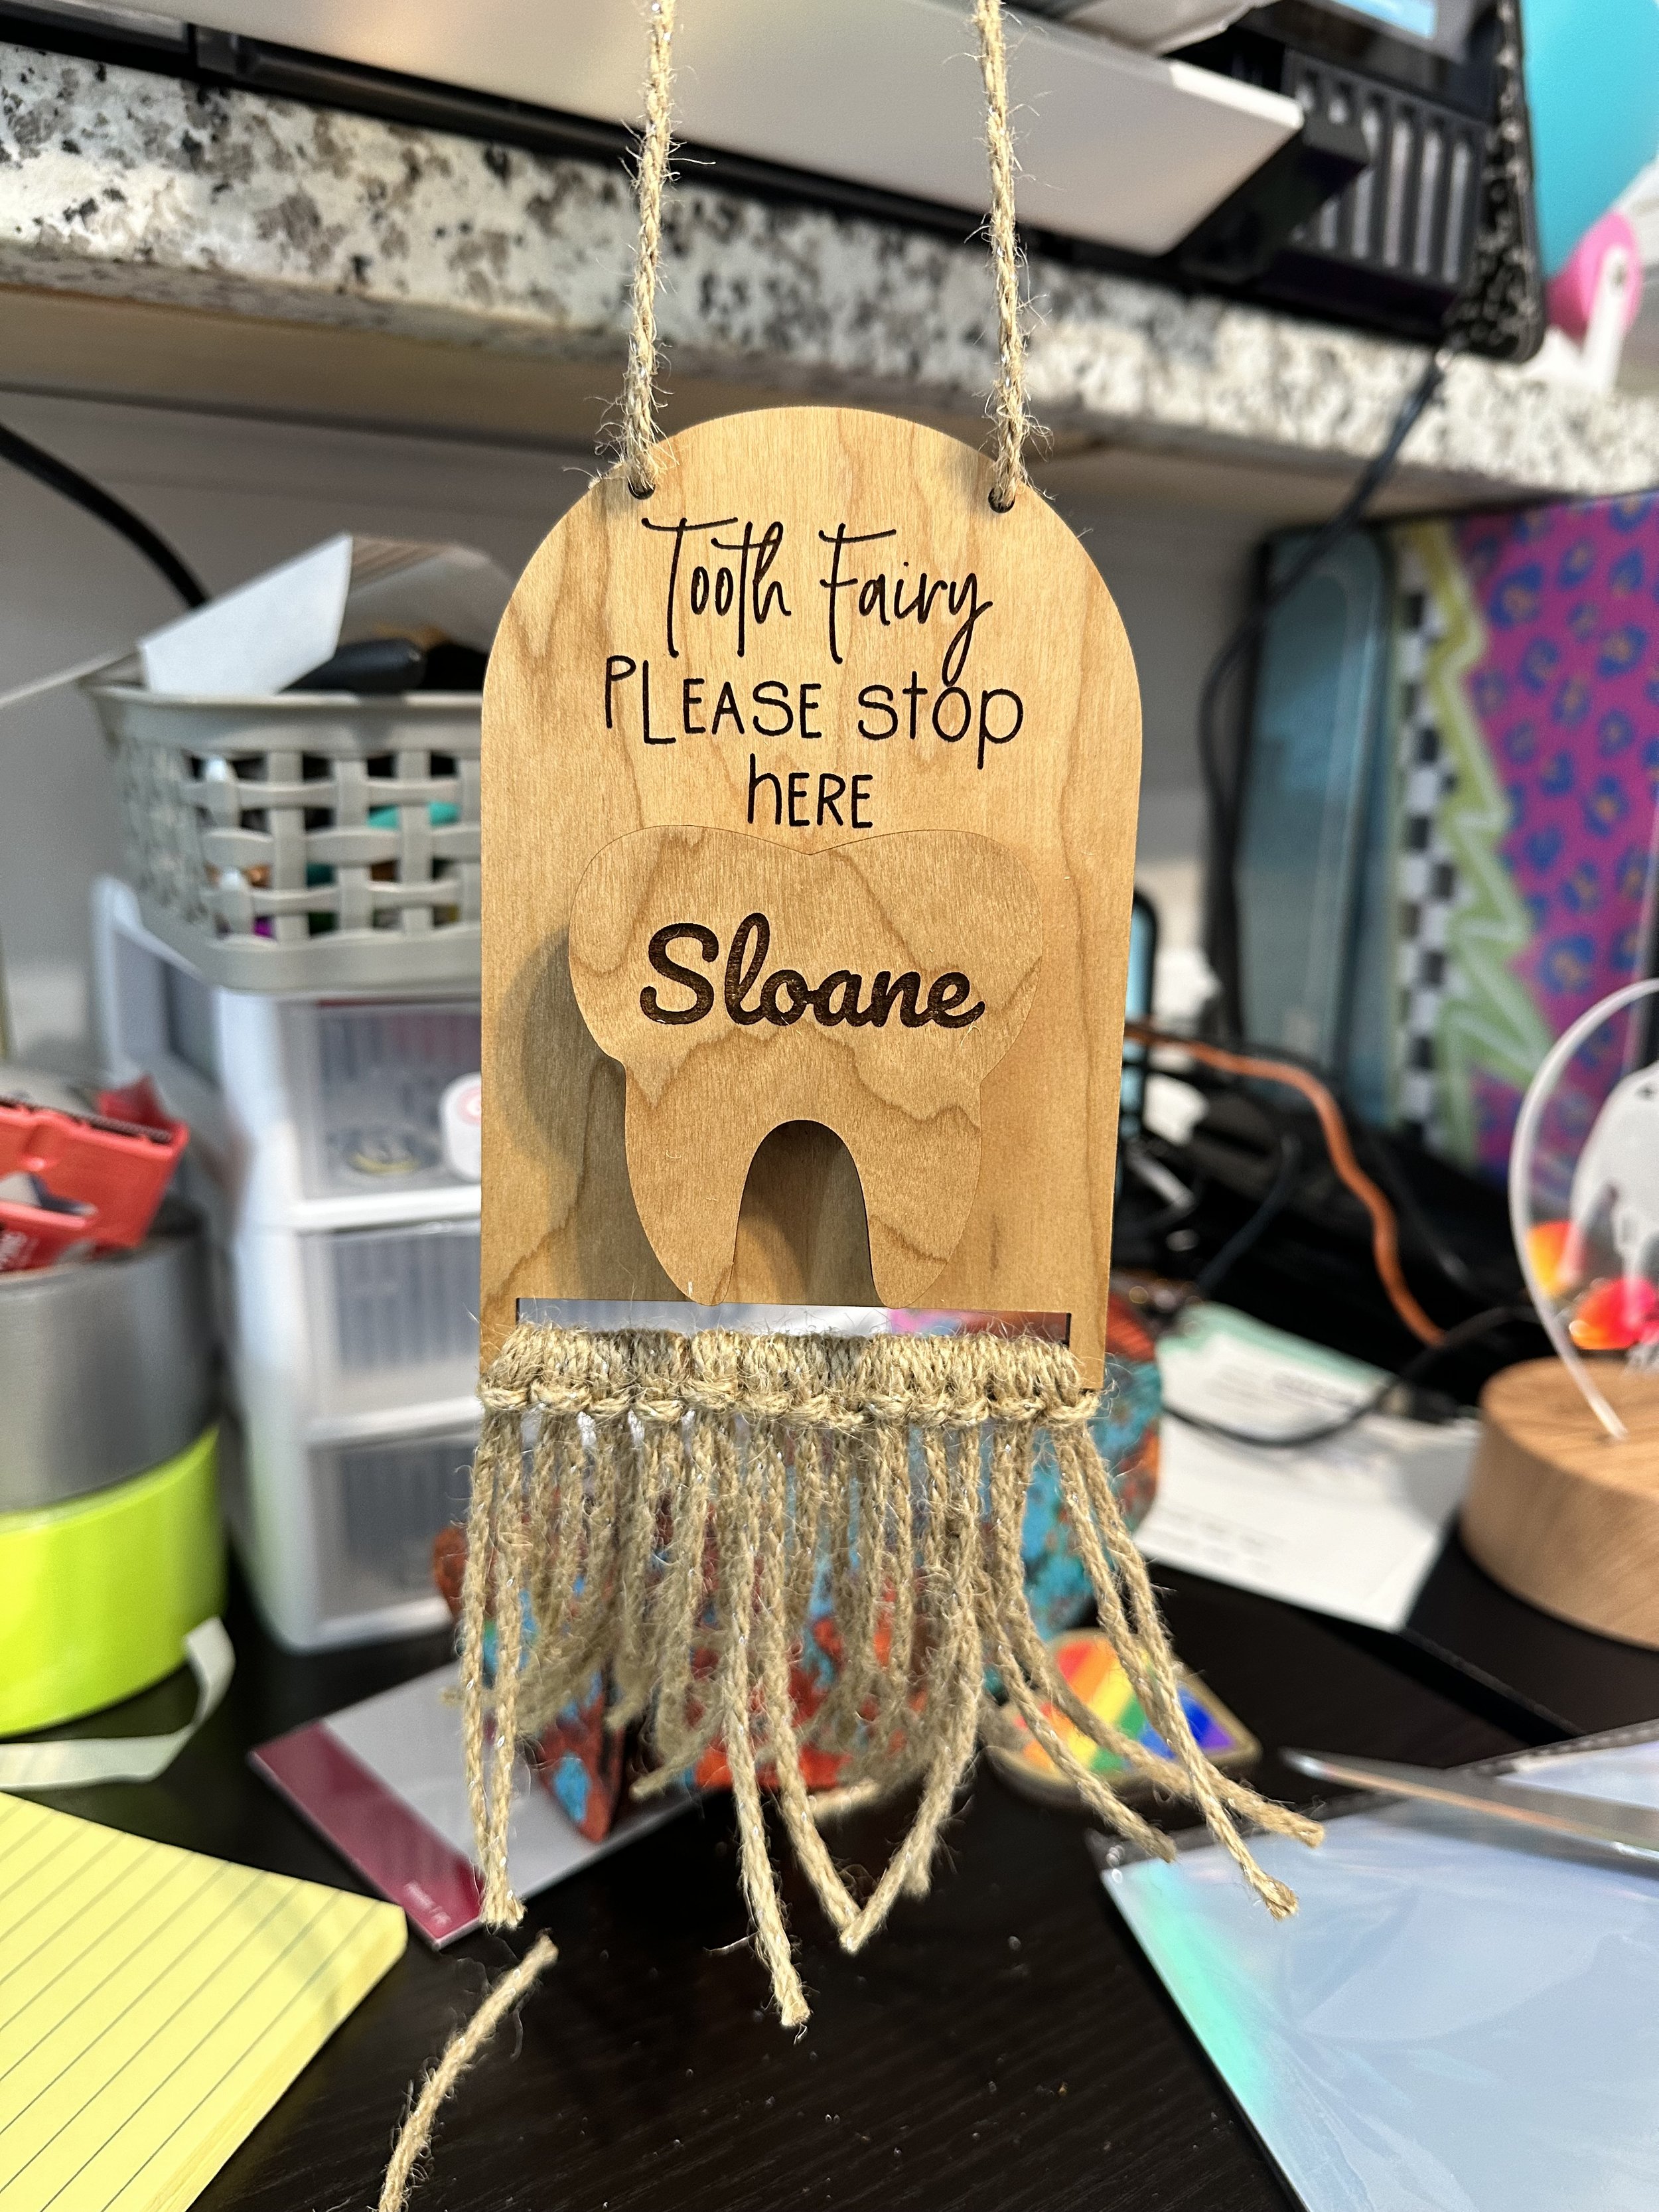 Tooth Fairy
PLEASE stop
hERE
Sloane